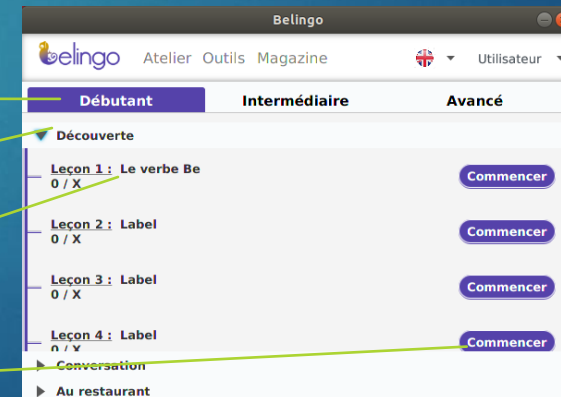 Belingo
belingo Atelier Outils Magazine Utilisateur
Débutant Intermédiaire Avancé
Découverte
Leçon 1 : Le verbe Be Commencer
0 / X
Leçon 2 : Label Commencer
0 / X
Leçon 3 : Label Commencer
0 / X
Leçon 4 : Label Commencer
0 / X
Conversation
Au restaurant